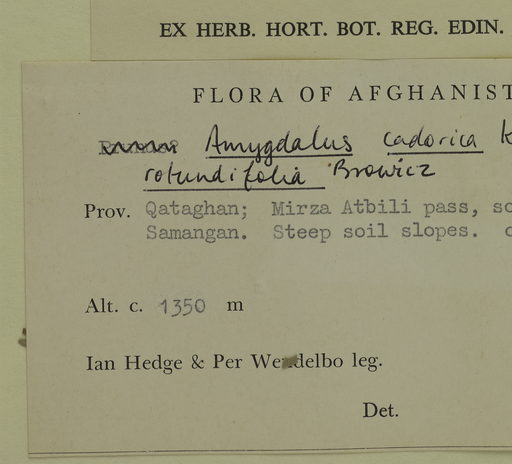 EX HERB. HORT. BOT. REG. EDIN.
FLORA OF AFGHANIST
Amygdalus cadorica
rotundifolia Browicz
Prov. Qataghan; Mirza Atbili pass, so
Samangan. Steep soil slopes. c
Alt. c. 1350 m
Ian Hedge & Per Wendelbo leg.
Det.